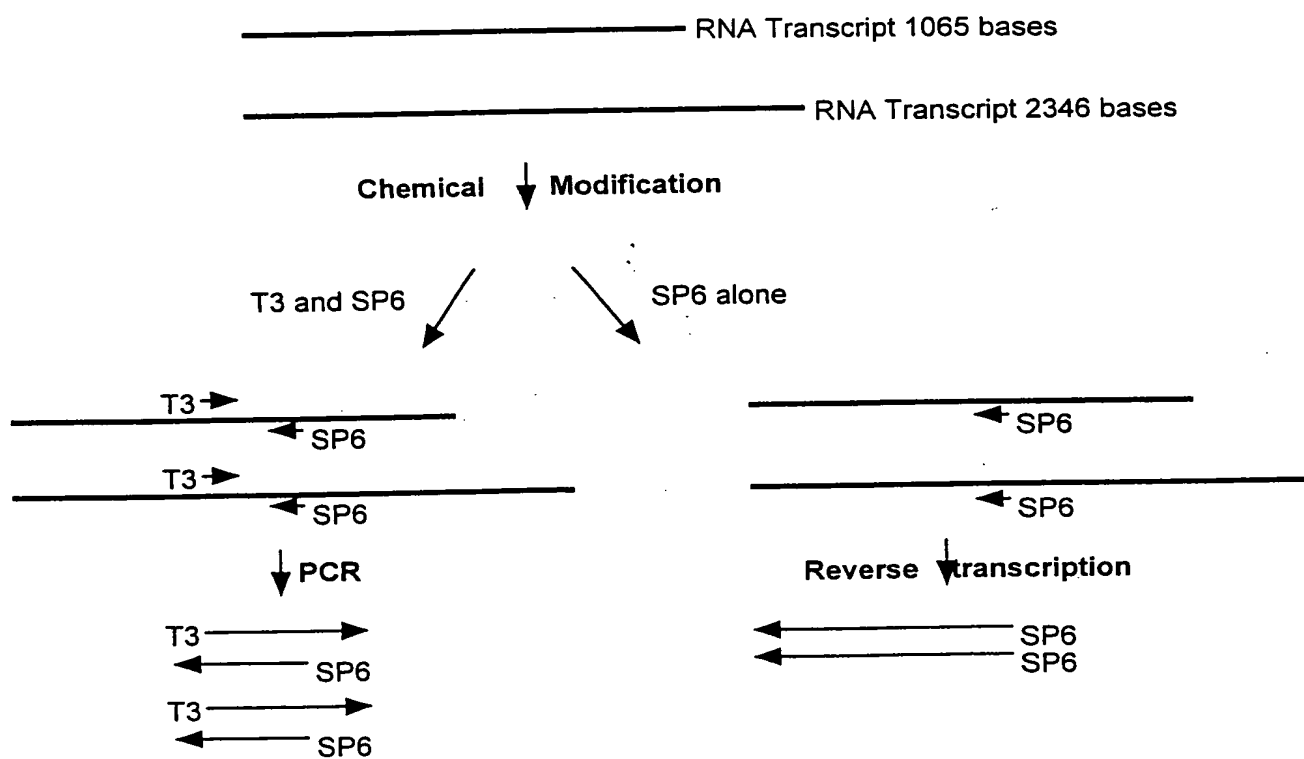 RNA Transcript 1065 bases
RNA Transcript 2346 bases
Chemical Modification
T3 and SP6
SP6 alone
T3
SP6
T3
SP6
SP6
SP6
PCR
Reverse transcription
T3
SP6
T3
SP6
SP6
SP6